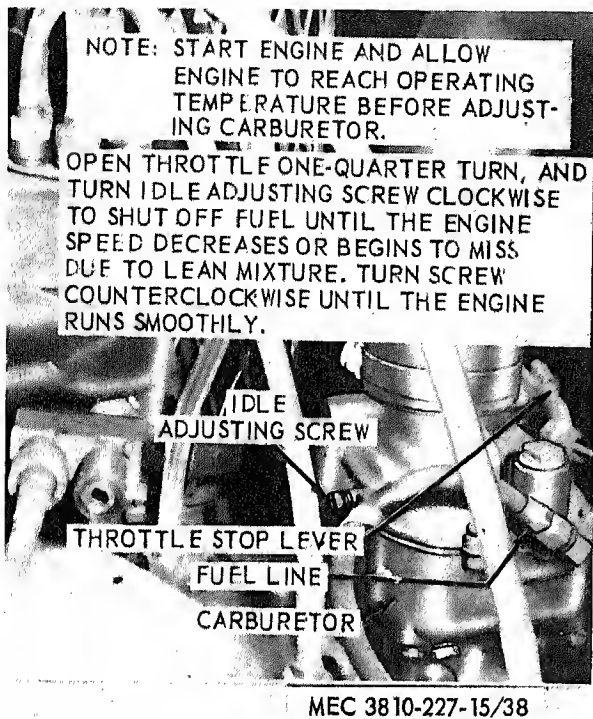 NOTE: START ENGINE AND ALLOW
ENGINE TO REACH OPERATING
TEMPERATURE BEFORE ADJUST-
ING CARBURETOR.
OPEN THROTTLE ONE-QUARTER TURN, AND
TURN IDLE ADJUSTING SCREW CLOCKWISE
TO SHUT OFF FUEL UNTIL THE ENGINE
SPEED DECREASES OR BEGINS TO MISS
DUE TO LEAN MIXTURE. TURN SCREW
COUNTERCLOCKWISE UNTIL THE ENGINE
RUNS SMOOTHLY.
IDLE
ADJUSTING SCREW
THROTTLE STOP LEVER
FUEL LINE
CARBURETOR
MEC 3810-227-15/38